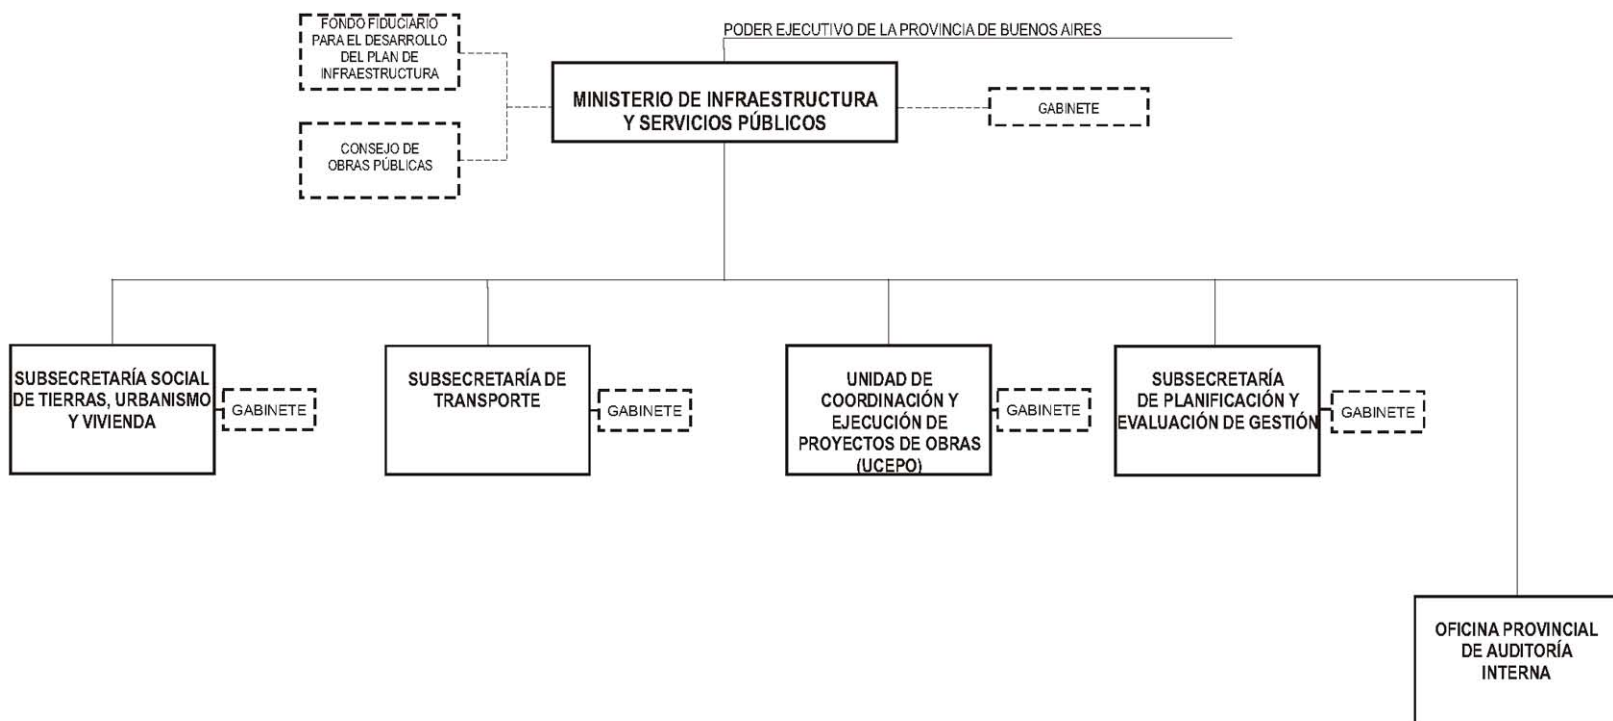 FONDO FIDUCIARIO
PARA EL DESARROLLO
DEL PLAN DE
INFRAESTRUCTURA
PODER EJECUTIVO DE LA PROVINCIA DE BUENOS AIRES
MINISTERIO DE INFRAESTRUCTURA
Y SERVICIOS PÚBLICOS
GABINETE
CONSEJO DE
OBRAS PÚBLICAS
SUBSECRETARÍA SOCIAL
DE TIERRAS, URBANISMO
Y VIVIENDA
GABINETE
SUBSECRETARÍA DE
TRANSPORTE
GABINETE
UNIDAD DE
COORDINACIÓN Y
EJECUCIÓN DE
PROYECTOS DE OBRAS
(UCEPO)
GABINETE
SUBSECRETARÍA
DE PLANIFICACIÓN Y
EVALUACIÓN DE GESTIÓN
GABINETE
OFICINA PROVINCIAL
DE AUDITORÍA
INTERNA